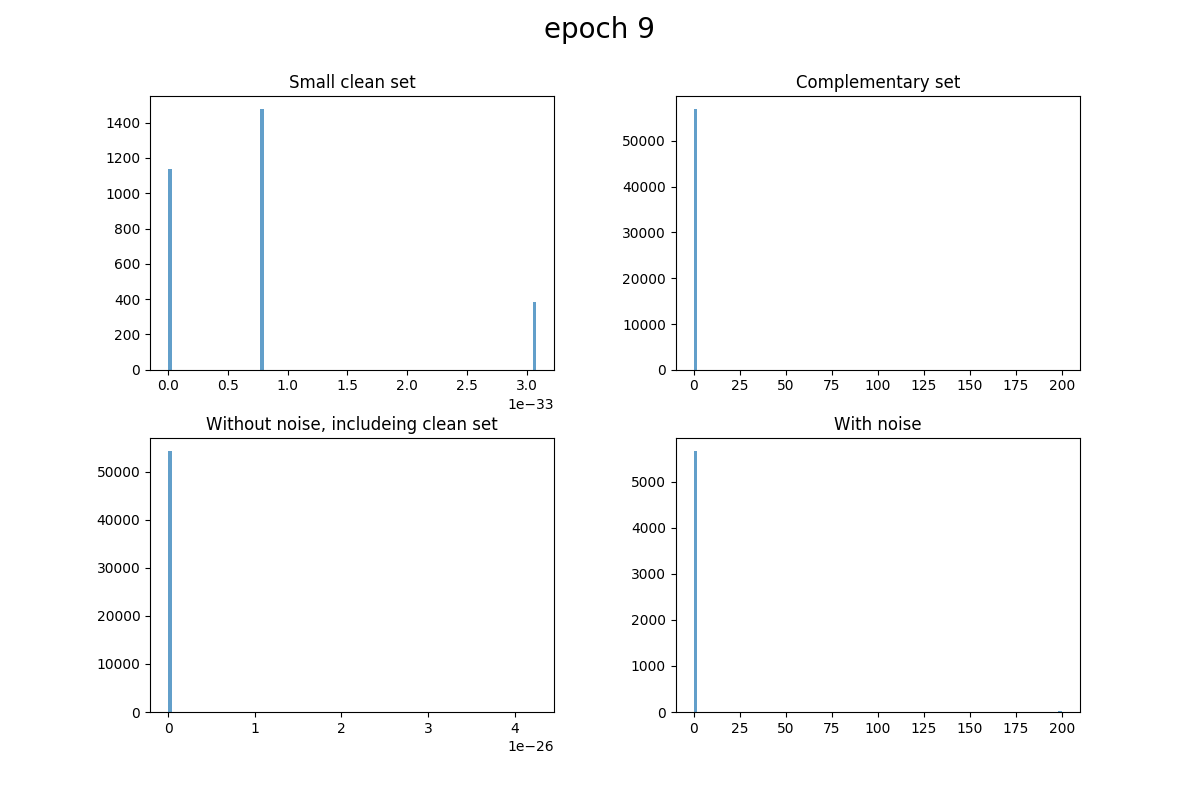 epoch 9
Small clean set
1400
1200
1000
800
600
400
200
0
0.0 0.5 1.0 1.5 2.0 2.5 3.0
1e−33
Complementary set
50000
40000
30000
20000
10000
0
0 25 50 75 100 125 150 175 200
Without noise, includeing clean set
50000
40000
30000
20000
10000
0
0 1 2 3 4
1e−26
With noise
5000
4000
3000
2000
1000
0
0 25 50 75 100 125 150 175 200